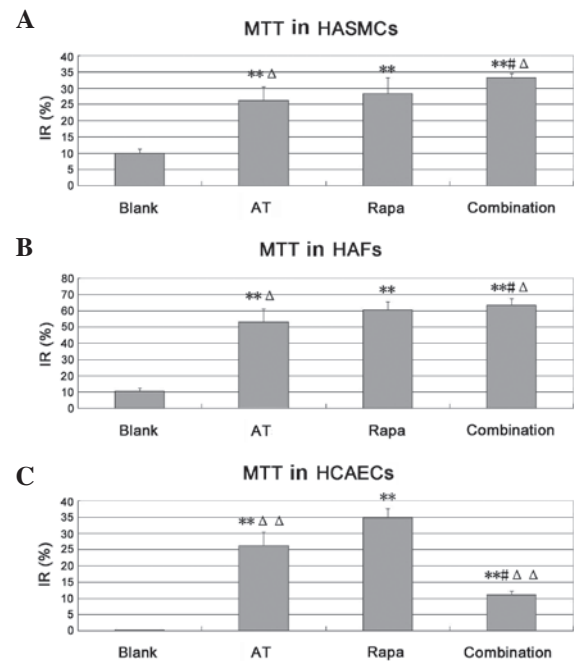 A
MTT in HASMCs
IR (%)
40
35
30
25
20
15
10
5
0
**Δ
**
**#Δ
Blank AT Rapa Combination
B
MTT in HAFs
IR (%)
80
70
60
50
40
30
20
10
0
**Δ
**
**#Δ
Blank AT Rapa Combination
C
MTT in HCAECs
IR (%)
40
35
30
25
20
15
10
5
0
**Δ Δ
**
**#Δ Δ
Blank AT Rapa Combination